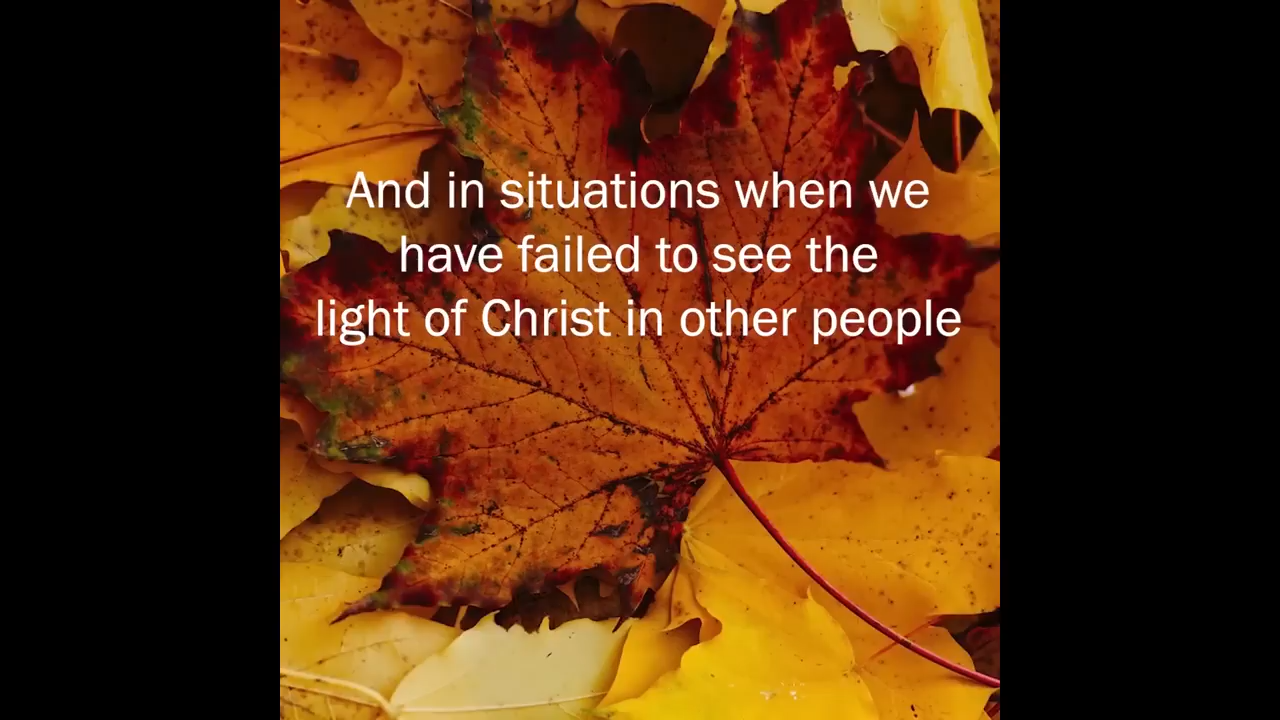 And in situations when we
have failed to see the
light of Christ in other people